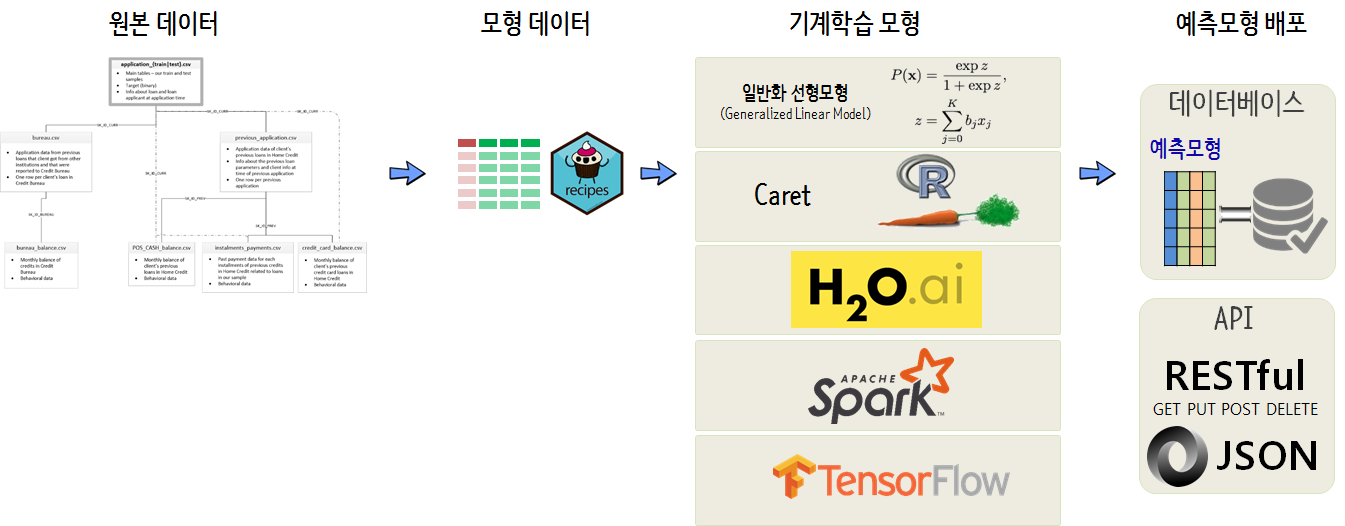 원본 데이터
모형 데이터
기계학습 모형
예측모형 배포
application_{train|test}.csv
• Main tables – our train and test
samples
• Target (binary)
• Info about loan and loan
applicant at application time
SK_ID_CURR
SK_ID_CURR
SK_ID_CURR
bureau.csv
• Application data from previous
loans that client got from other
institutions and that were
reported to Credit Bureau
• One row per client's loan in
Credit Bureau
SK_ID_CURR
previous_application.csv
• Application data of client's
previous loans in Home Credit
• Info about the previous loan
parameters and client info at
time of previous application
• One row per previous
application
SK_ID_CURR
SK_ID_BUREAU
SK_ID_PREV
SK_ID_PREV
bureau_balance.csv
• Monthly balance of
credits in Credit
Bureau
• Behavioral data
POS_CASH_balance.csv
• Monthly balance of
client's previous
loans in Home Credit
• Behavioral data
instalments_payments.csv
• Past payment data for each
installments of previous credits
in Home Credit related to loans
in our sample
• Behavioral data
credit_card_balance.csv
• Monthly balance of
client's previous
credit card loans in
Home Credit
• Behavioral data
recipes
일반화 선형모형
(Generalized Linear Model)
P(x) = exp z / 1 + exp z,
z = ∑ K j=0 b_j x_j
Caret
R
H2O.ai
APACHE
Spark™
TensorFlow
데이터베이스
예측모형
API
RESTful
GET PUT POST DELETE
JSON